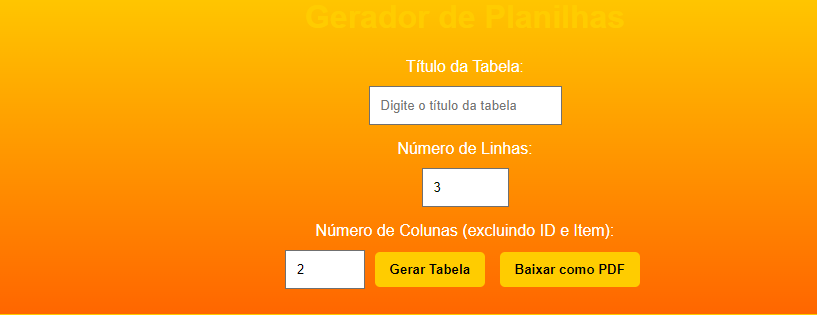 Gerador de Planilhas
Título da Tabela:
Digite o título da tabela
Número de Linhas:
3
Número de Colunas (excluindo ID e Item):
2 Gerar Tabela Baixar como PDF